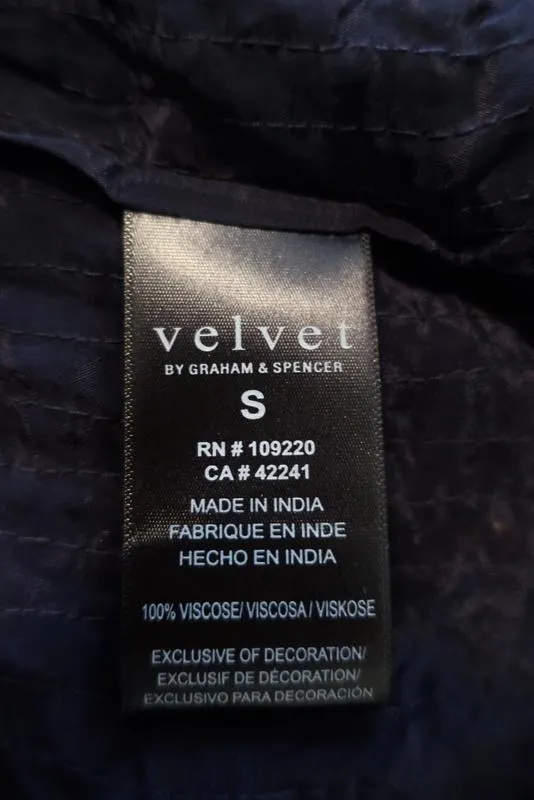 velvet
BY GRAHAM & SPENCER
S
RN # 109220
CA # 42241
MADE IN INDIA
FABRIQUE EN INDE
HECHO EN INDIA
100% VISCOSE/ VISCOSA / VISKOSE
EXCLUSIVE OF DECORATION/
EXCLUSIF DE DÉCORATION/
EXCLUSIVO PARA DECORACIÓN